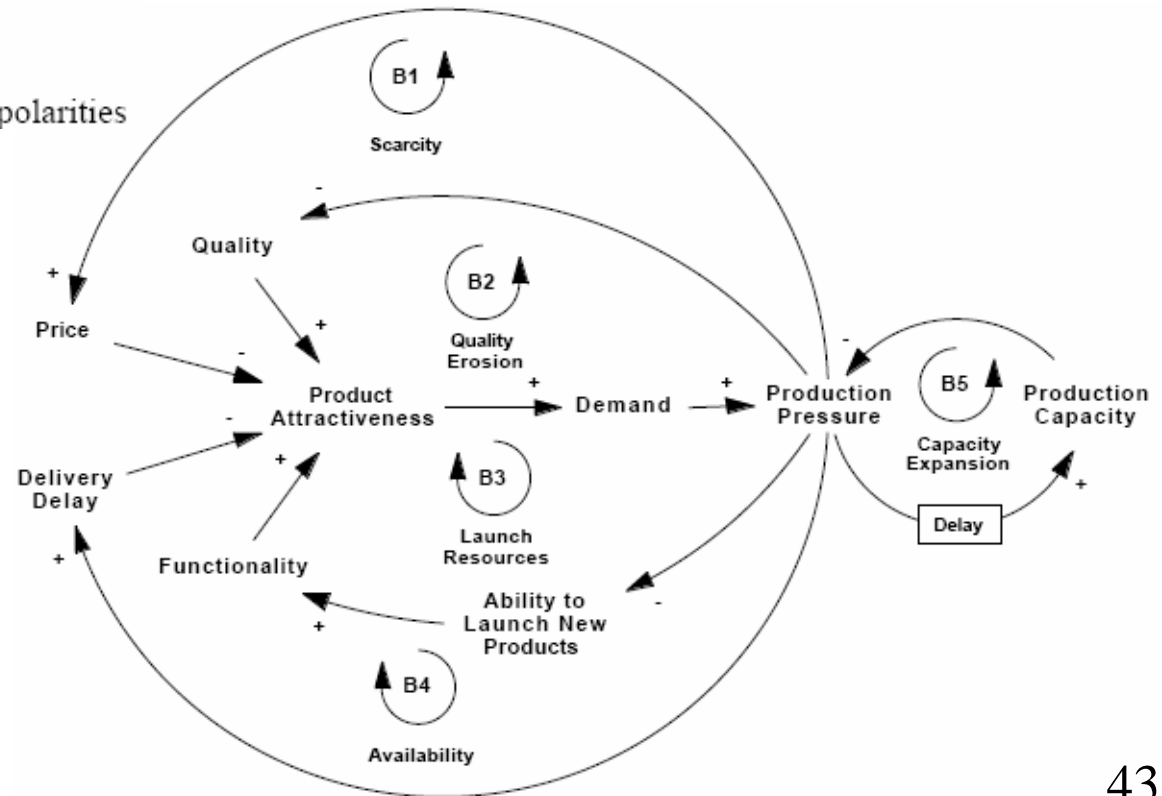 B1
polarities
Scarcity
-
Quality
+
B2
+
Price
-
Quality
Erosion
-
Product
Attractiveness
+
Demand
+
Production
Pressure
-
B5
Production
Capacity
Capacity
Expansion
+
Delay
-
Delivery
Delay
+
B3
Launch
Resources
+
Functionality
+
Ability to
Launch New
Products
-
B4
Availability
43